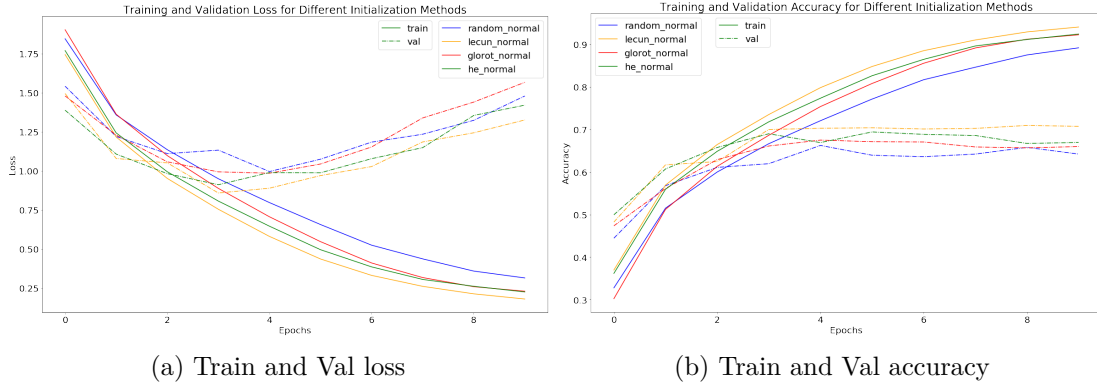 Training and Validation Loss for Different Initialization Methods
train
val
random_normal
lecun_normal
glorot_normal
he_normal
1.75
1.50
1.25
1.00
0.75
0.50
0.25
Loss
0 2 4 6 8
Epochs
(a) Train and Val loss
Training and Validation Accuracy for Different Initialization Methods
random_normal
lecun_normal
glorot_normal
he_normal
train
val
0.9
0.8
0.7
0.6
0.5
0.4
0.3
Accuracy
0 2 4 6 8
Epochs
(b) Train and Val accuracy